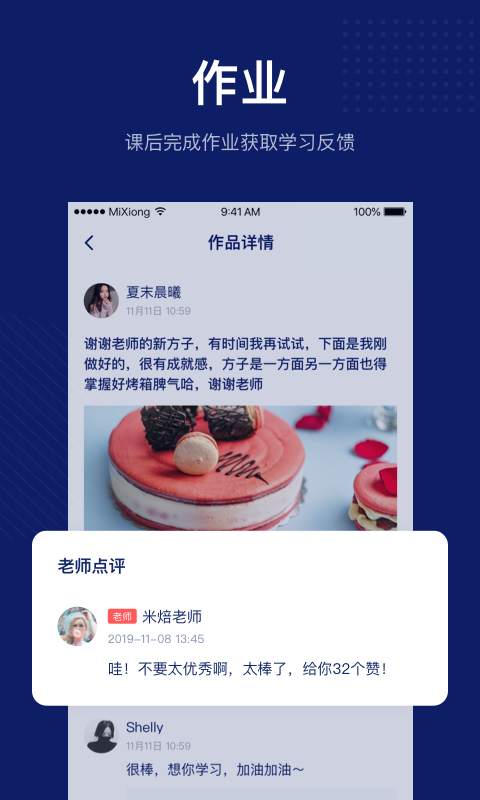 作业
课后完成作业获取学习反馈
MiXiong 9:41 AM 100%
作品详情
夏末晨曦
11月11日 10:59
谢谢老师的新方子，有时间我再试试，下面是我刚
做好的，很有成就感，方子是一方面另一方面也得
掌握好烤箱脾气哈，谢谢老师
老师点评
老师 米焙老师
2019-11-08 13:45
哇！不要太优秀啊，太棒了，给你32个赞！
Shelly
11月11日 10:59
很棒，想你学习，加油加油～